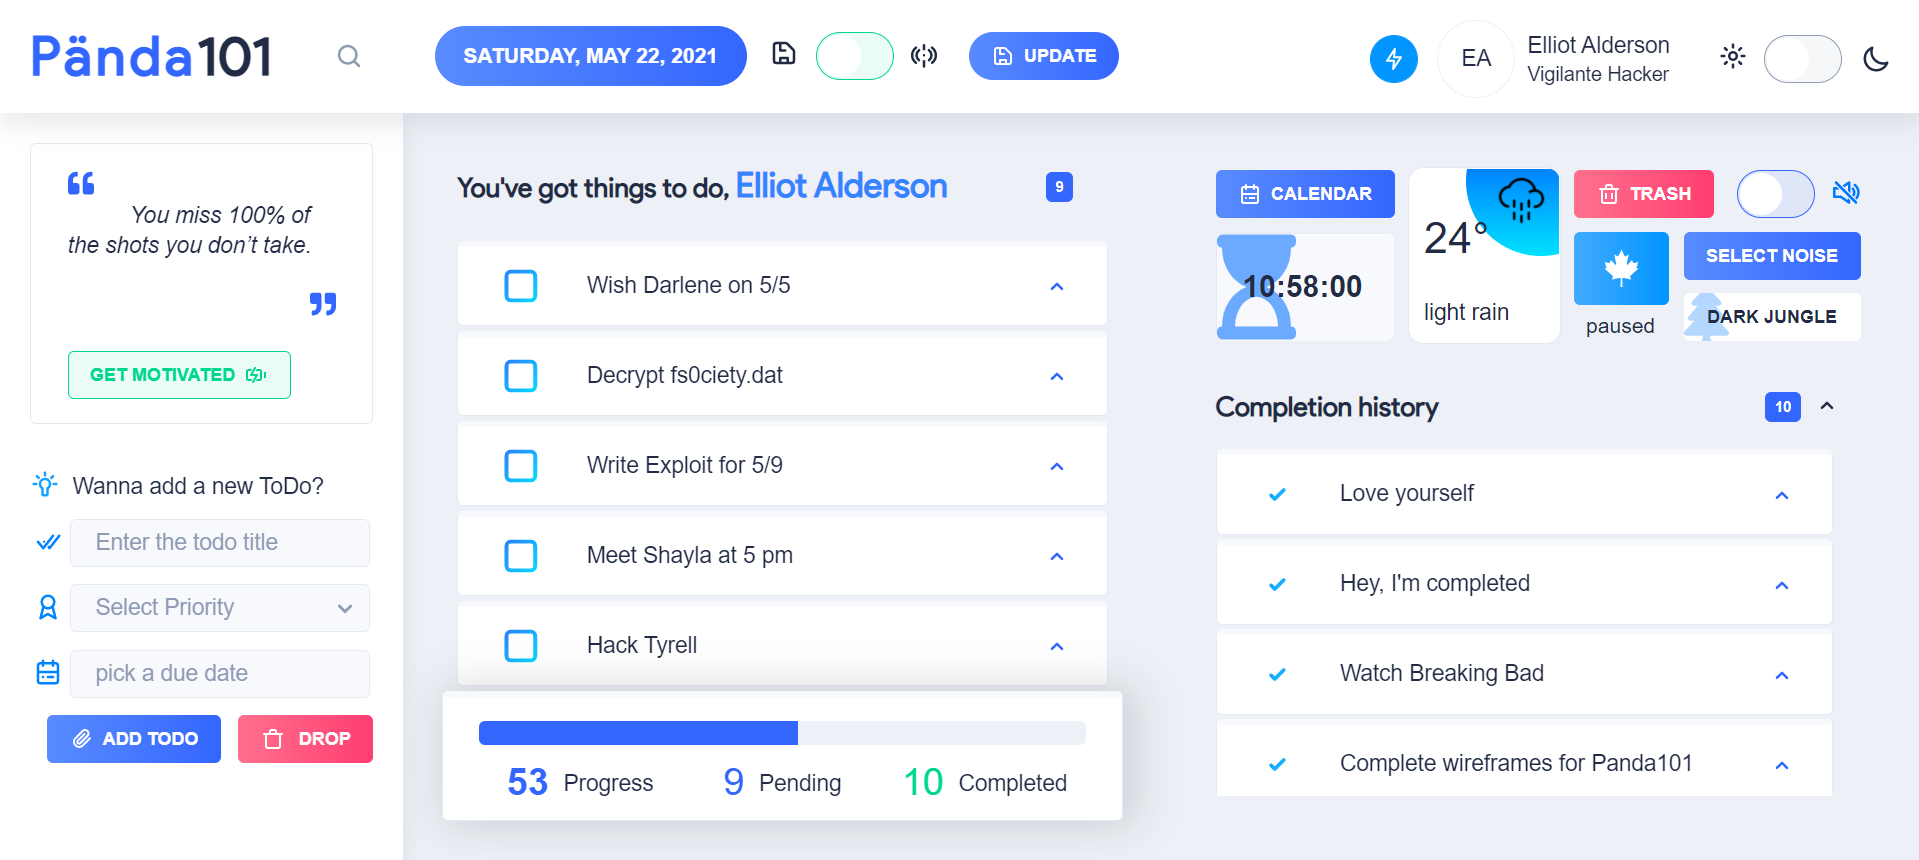 Pända101
SATURDAY, MAY 22, 2021
UPDATE
EA
Elliot Alderson
Vigilante Hacker
“
You miss 100% of
the shots you don’t take.
”
GET MOTIVATED
Wanna add a new ToDo?
Enter the todo title
Select Priority
pick a due date
ADD TODO
DROP
You've got things to do, Elliot Alderson
9
Wish Darlene on 5/5
Decrypt fs0ciety.dat
Write Exploit for 5/9
Meet Shayla at 5 pm
Hack Tyrell
53 Progress
9 Pending
10 Completed
CALENDAR
10:58:00
24°
light rain
TRASH
paused
SELECT NOISE
DARK JUNGLE
Completion history
10
Love yourself
Hey, I'm completed
Watch Breaking Bad
Complete wireframes for Panda101